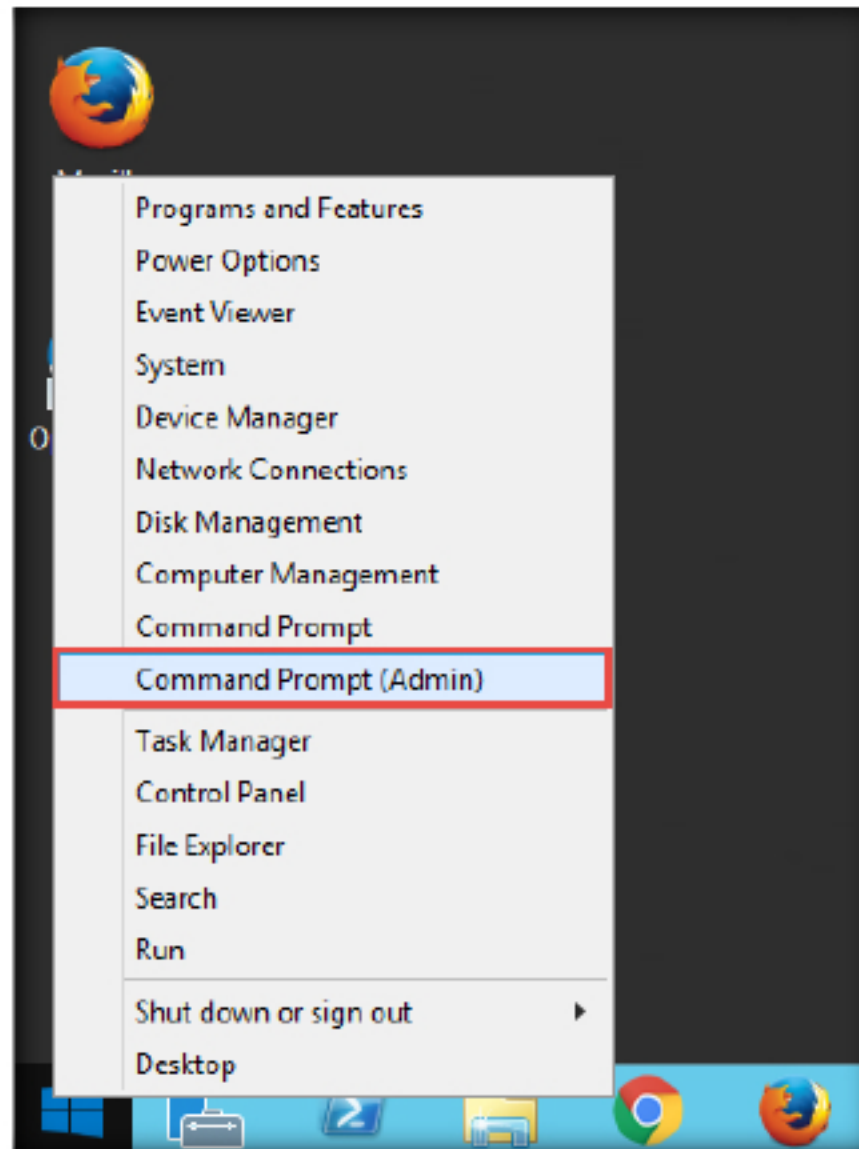 Programs and Features
Power Options
Event Viewer
System
Device Manager
Network Connections
Disk Management
Computer Management
Command Prompt
Command Prompt (Admin)
Task Manager
Control Panel
File Explorer
Search
Run
Shut down or sign out
Desktop